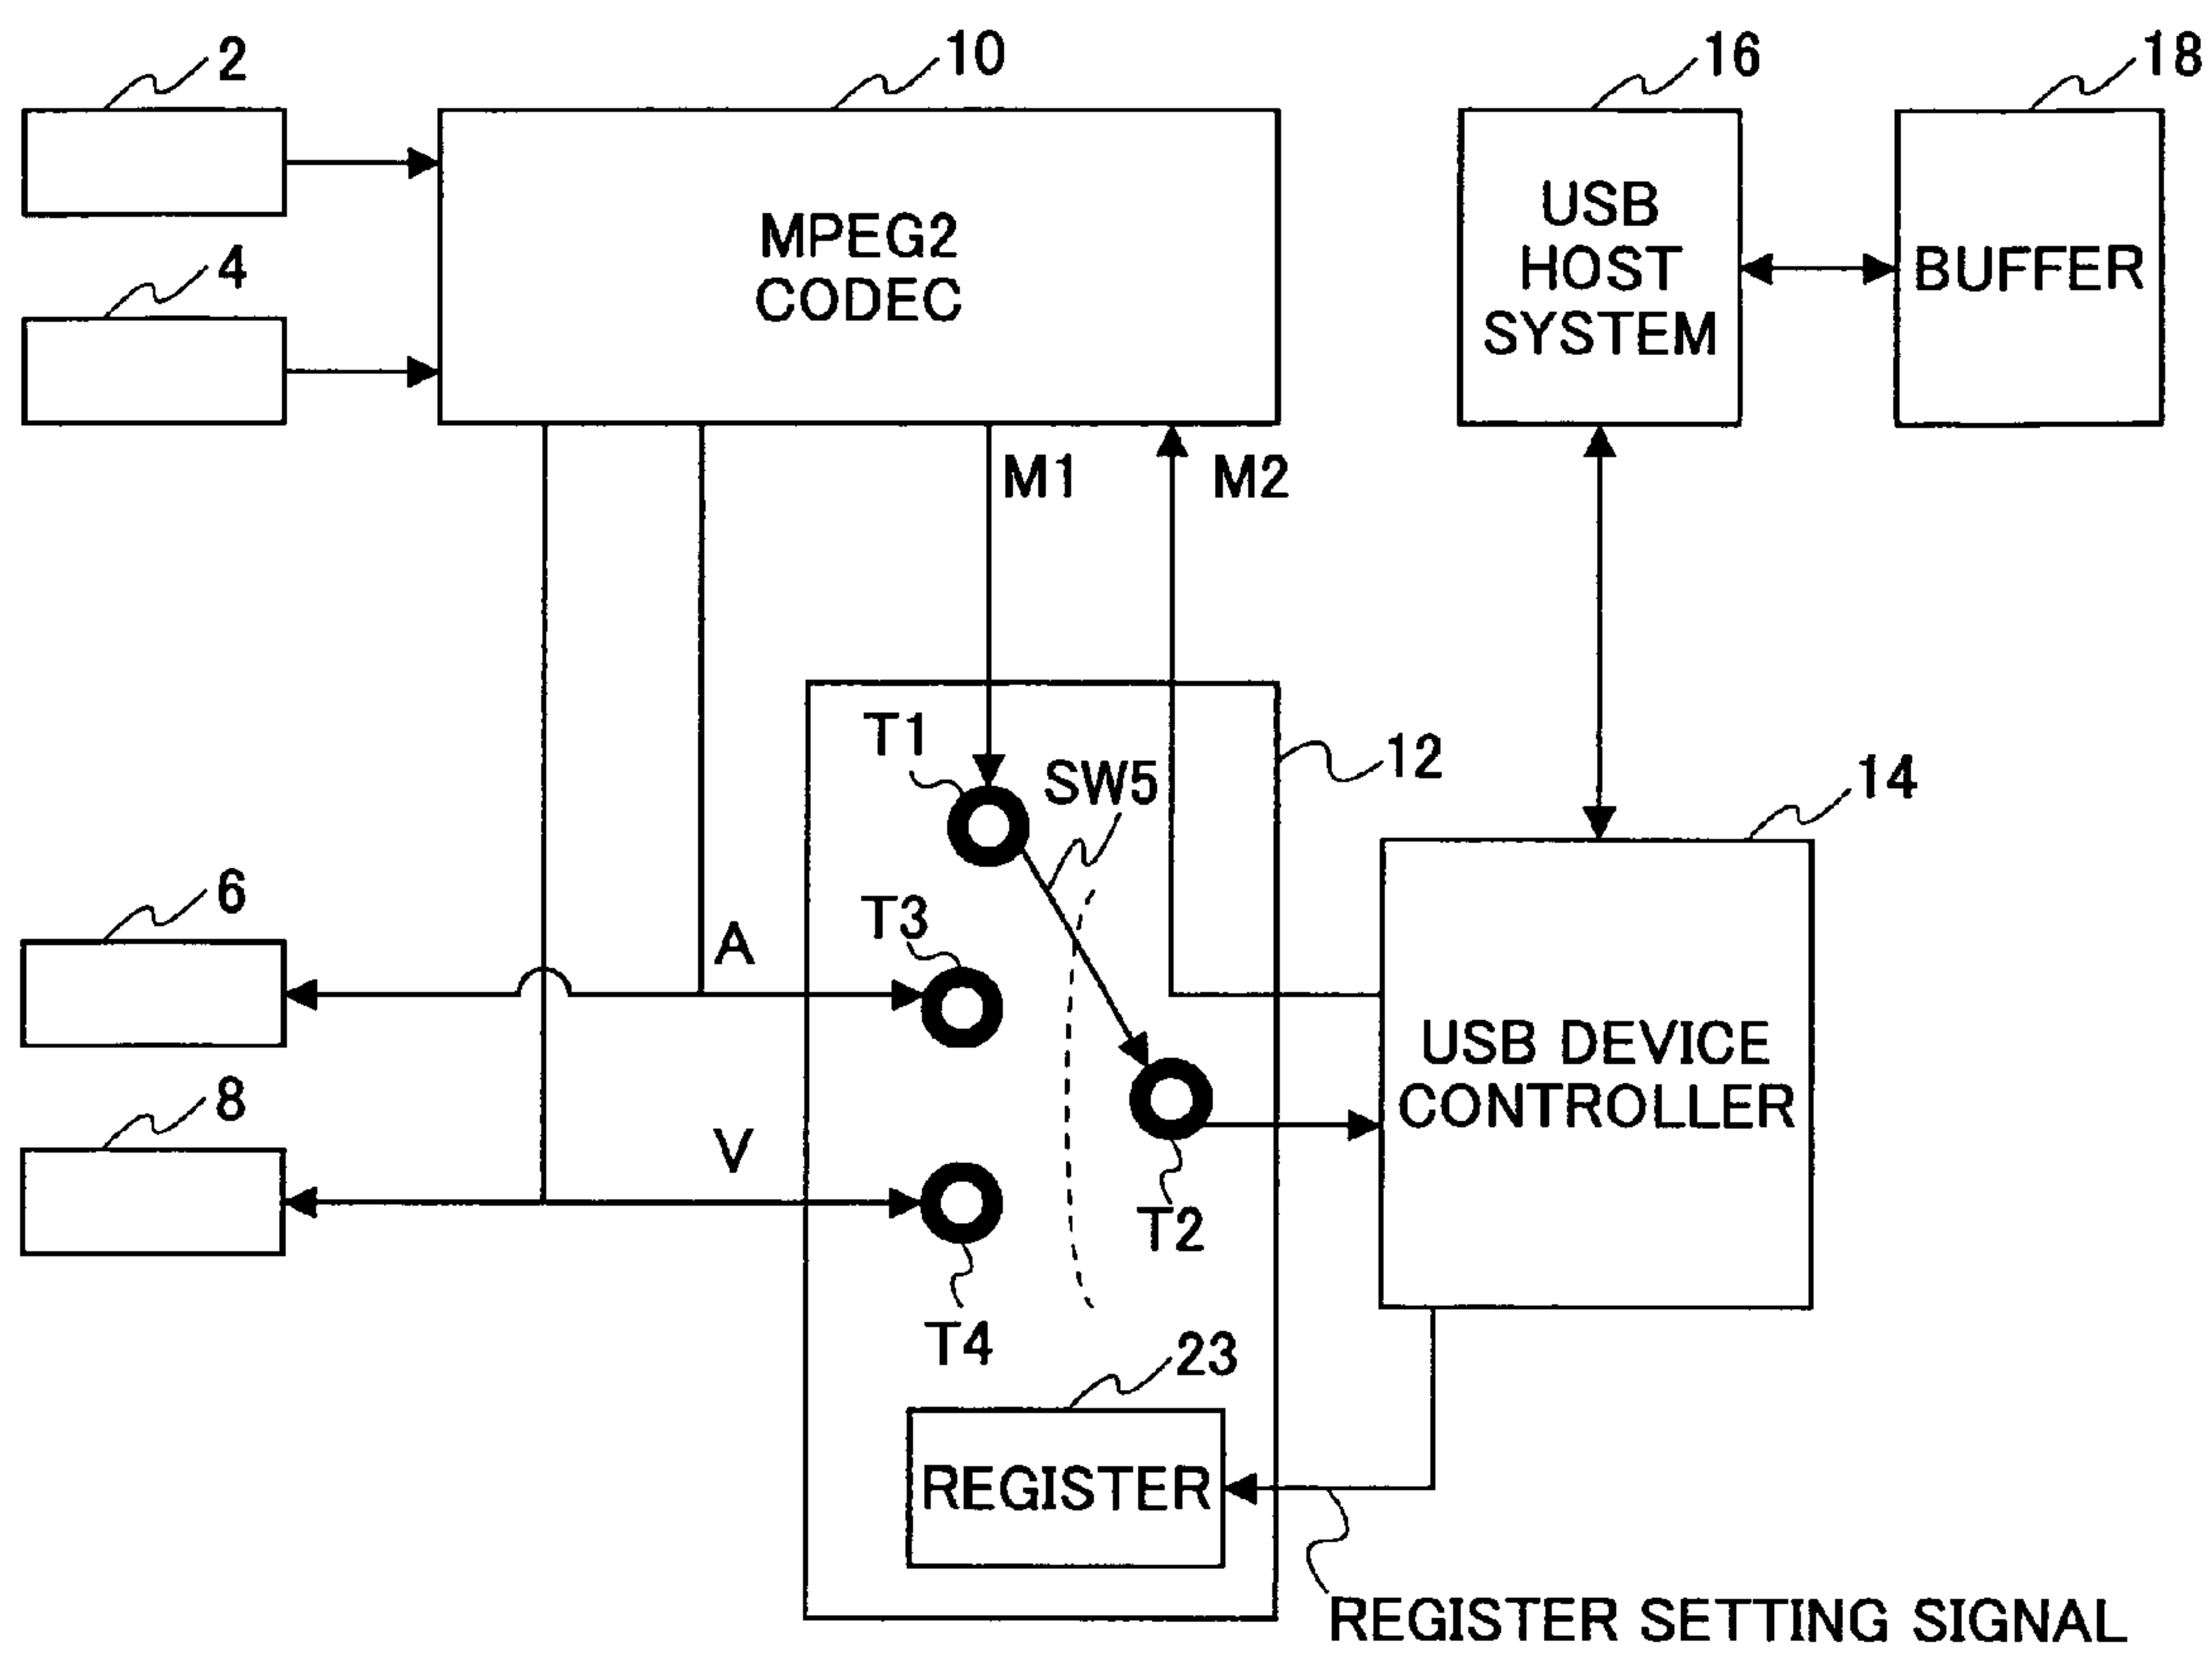 2
10
16
18
4
MPEG2
CODEC
USB
HOST
SYSTEM
BUFFER
M1
M2
T1
SW5
12
14
6
T3
A
USB DEVICE
CONTROLLER
8
V
T2
T4
23
REGISTER
REGISTER SETTING SIGNAL